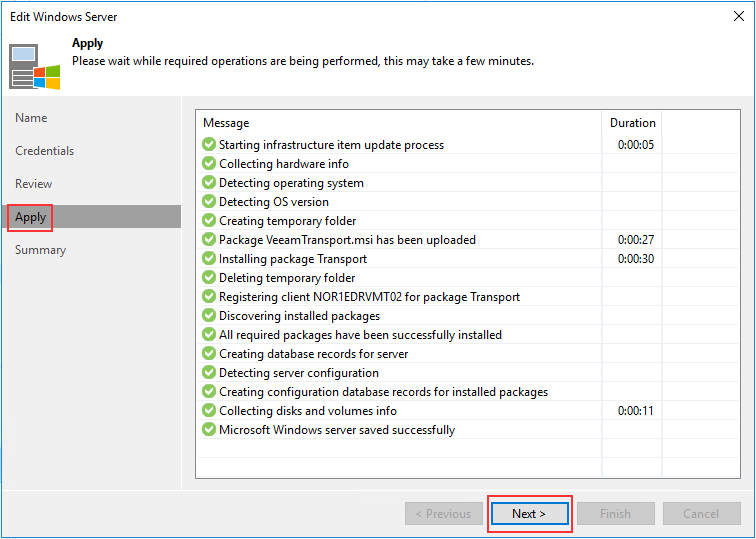 Edit Windows Server
Apply
Please wait while required operations are being performed, this may take a few minutes.
Name
Credentials
Review
Apply
Summary
Message Duration
Starting infrastructure item update process 0:00:05
Collecting hardware info
Detecting operating system
Detecting OS version
Creating temporary folder
Package VeeamTransport.msi has been uploaded 0:00:27
Installing package Transport 0:00:30
Deleting temporary folder
Registering client NOR1EDRVMT02 for package Transport
Discovering installed packages
All required packages have been successfully installed
Creating database records for server
Detecting server configuration
Creating configuration database records for installed packages
Collecting disks and volumes info 0:00:11
Microsoft Windows server saved successfully
< Previous Next > Finish Cancel